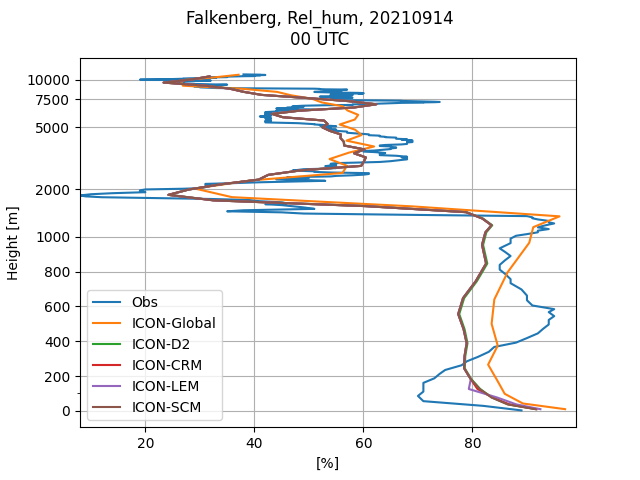 Falkenberg, Rel_hum, 20210914
00 UTC
10000
7500
5000
2000
1000
800
600
400
200
0
Height [m]
Obs
ICON-Global
ICON-D2
ICON-CRM
ICON-LEM
ICON-SCM
20
40
60
80
[%]